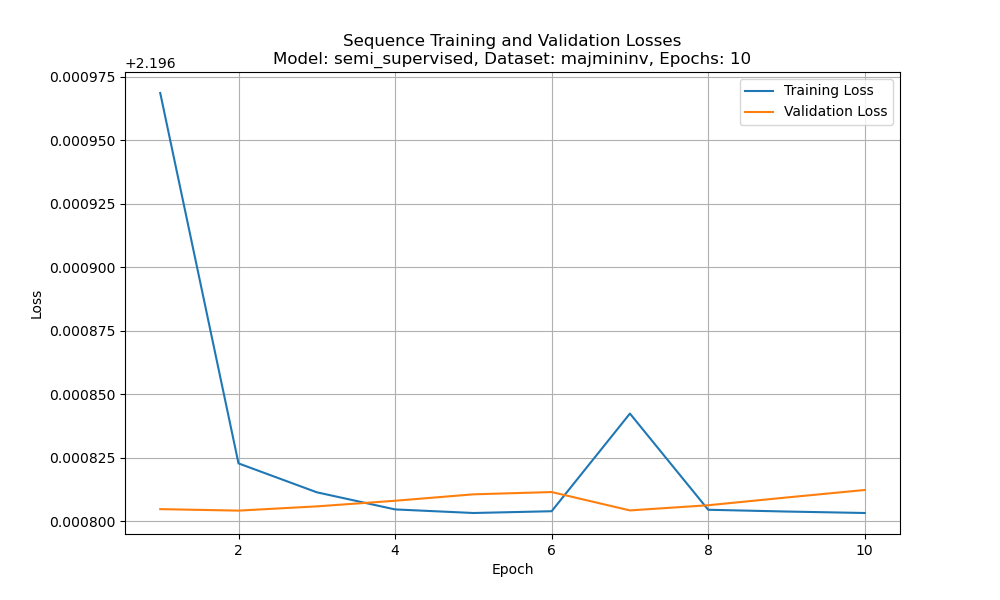 Sequence Training and Validation Losses
Model: semi_supervised, Dataset: majmininv, Epochs: 10
+2.196
0.000975
0.000950
0.000925
0.000900
0.000875
0.000850
0.000825
0.000800
Loss
Training Loss
Validation Loss
2
4
6
8
10
Epoch